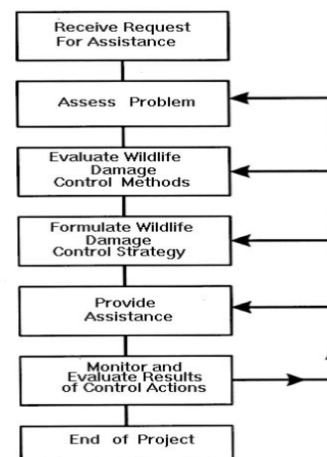 Receive Request
For Assistance
Assess Problem
Evaluate Wildlife
Damage
Control Methods
Formulate Wildlife
Damage
Control Strategy
Provide
Assistance
Monitor and
Evaluate Results
of Control Actions
End of Project